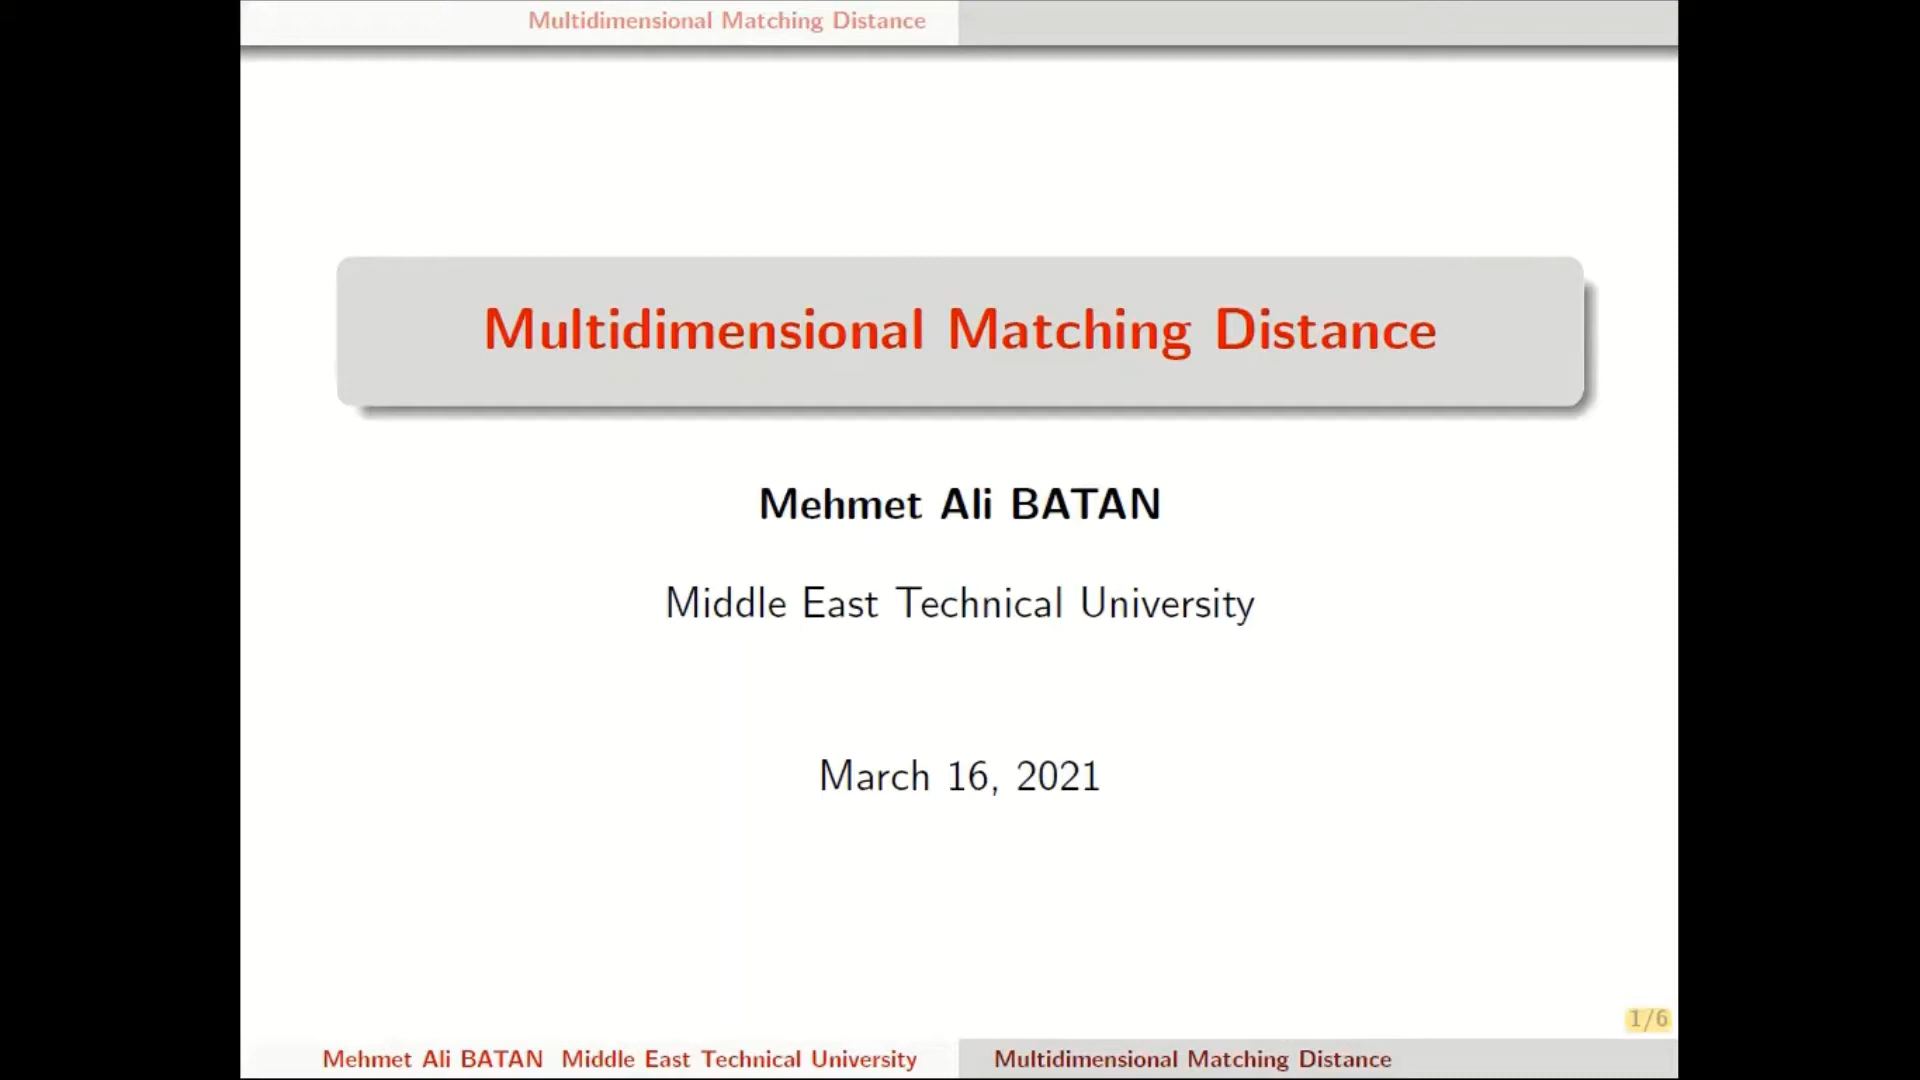 Multidimensional Matching Distance
Multidimensional Matching Distance
Mehmet Ali BATAN
Middle East Technical University
March 16, 2021
1/6
Mehmet Ali BATAN Middle East Technical University
Multidimensional Matching Distance